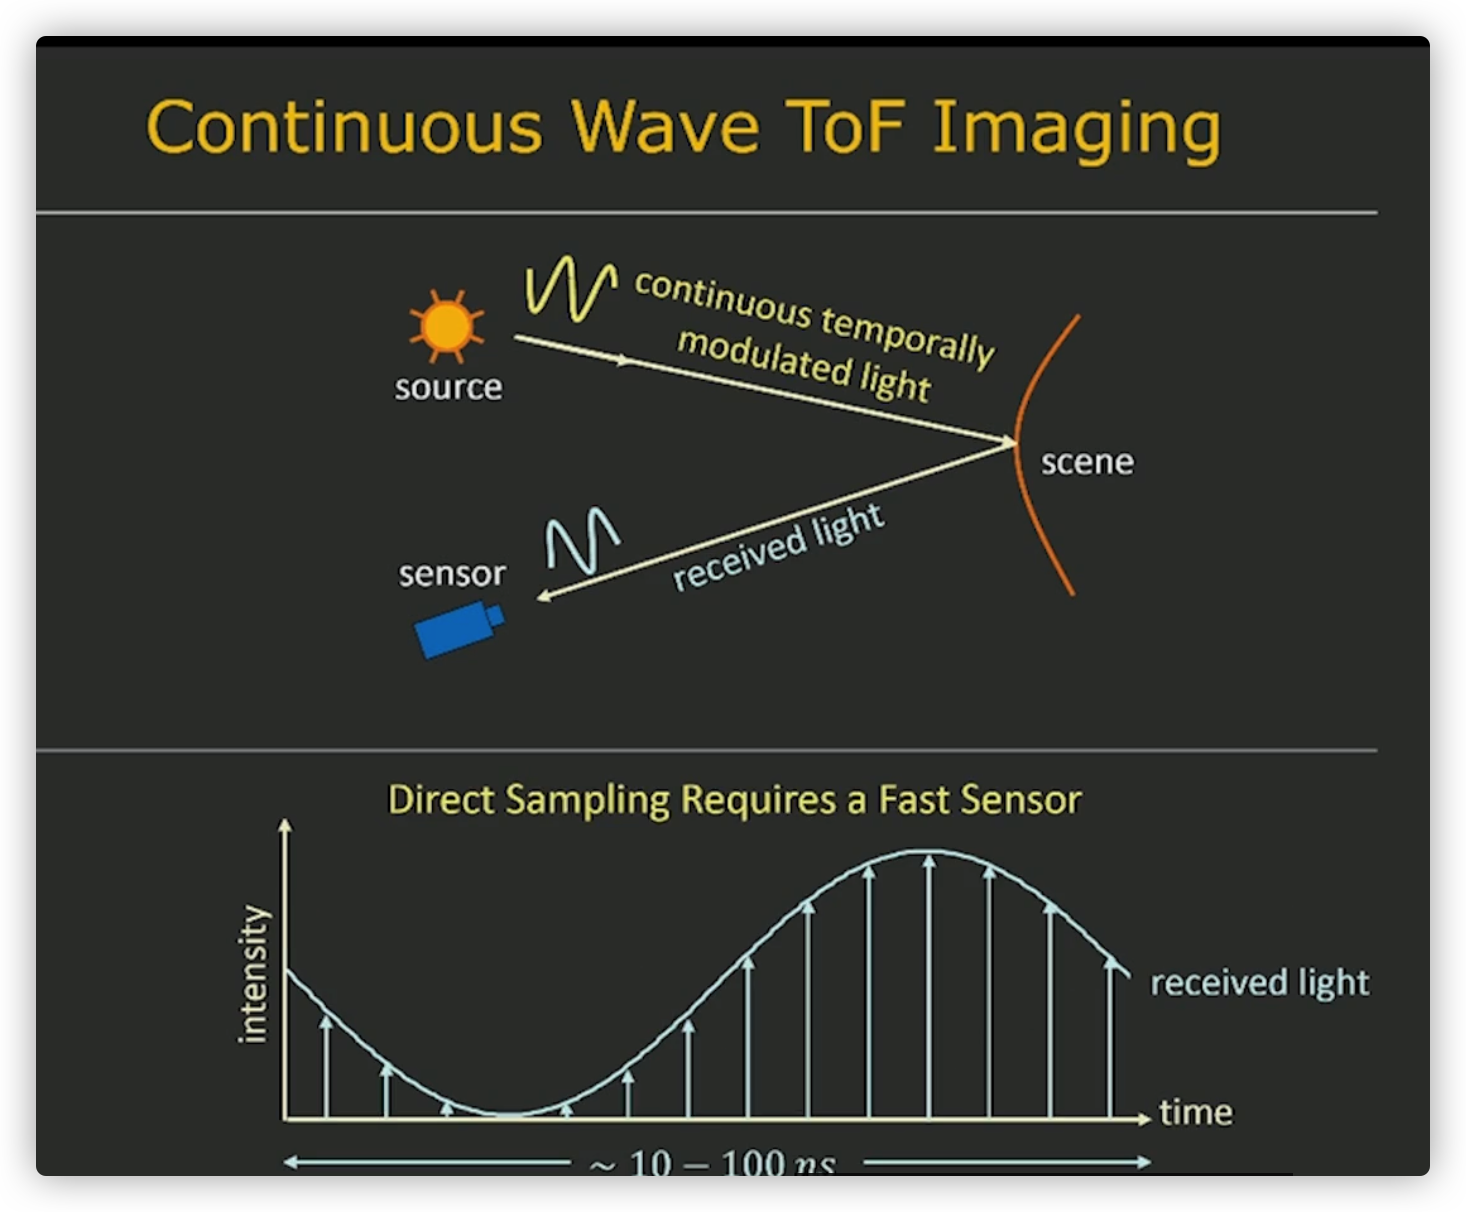 Continuous Wave ToF Imaging
continuous temporally
modulated light
source
scene
received light
sensor
Direct Sampling Requires a Fast Sensor
intensity
received light
time
~ 10 − 100 ns